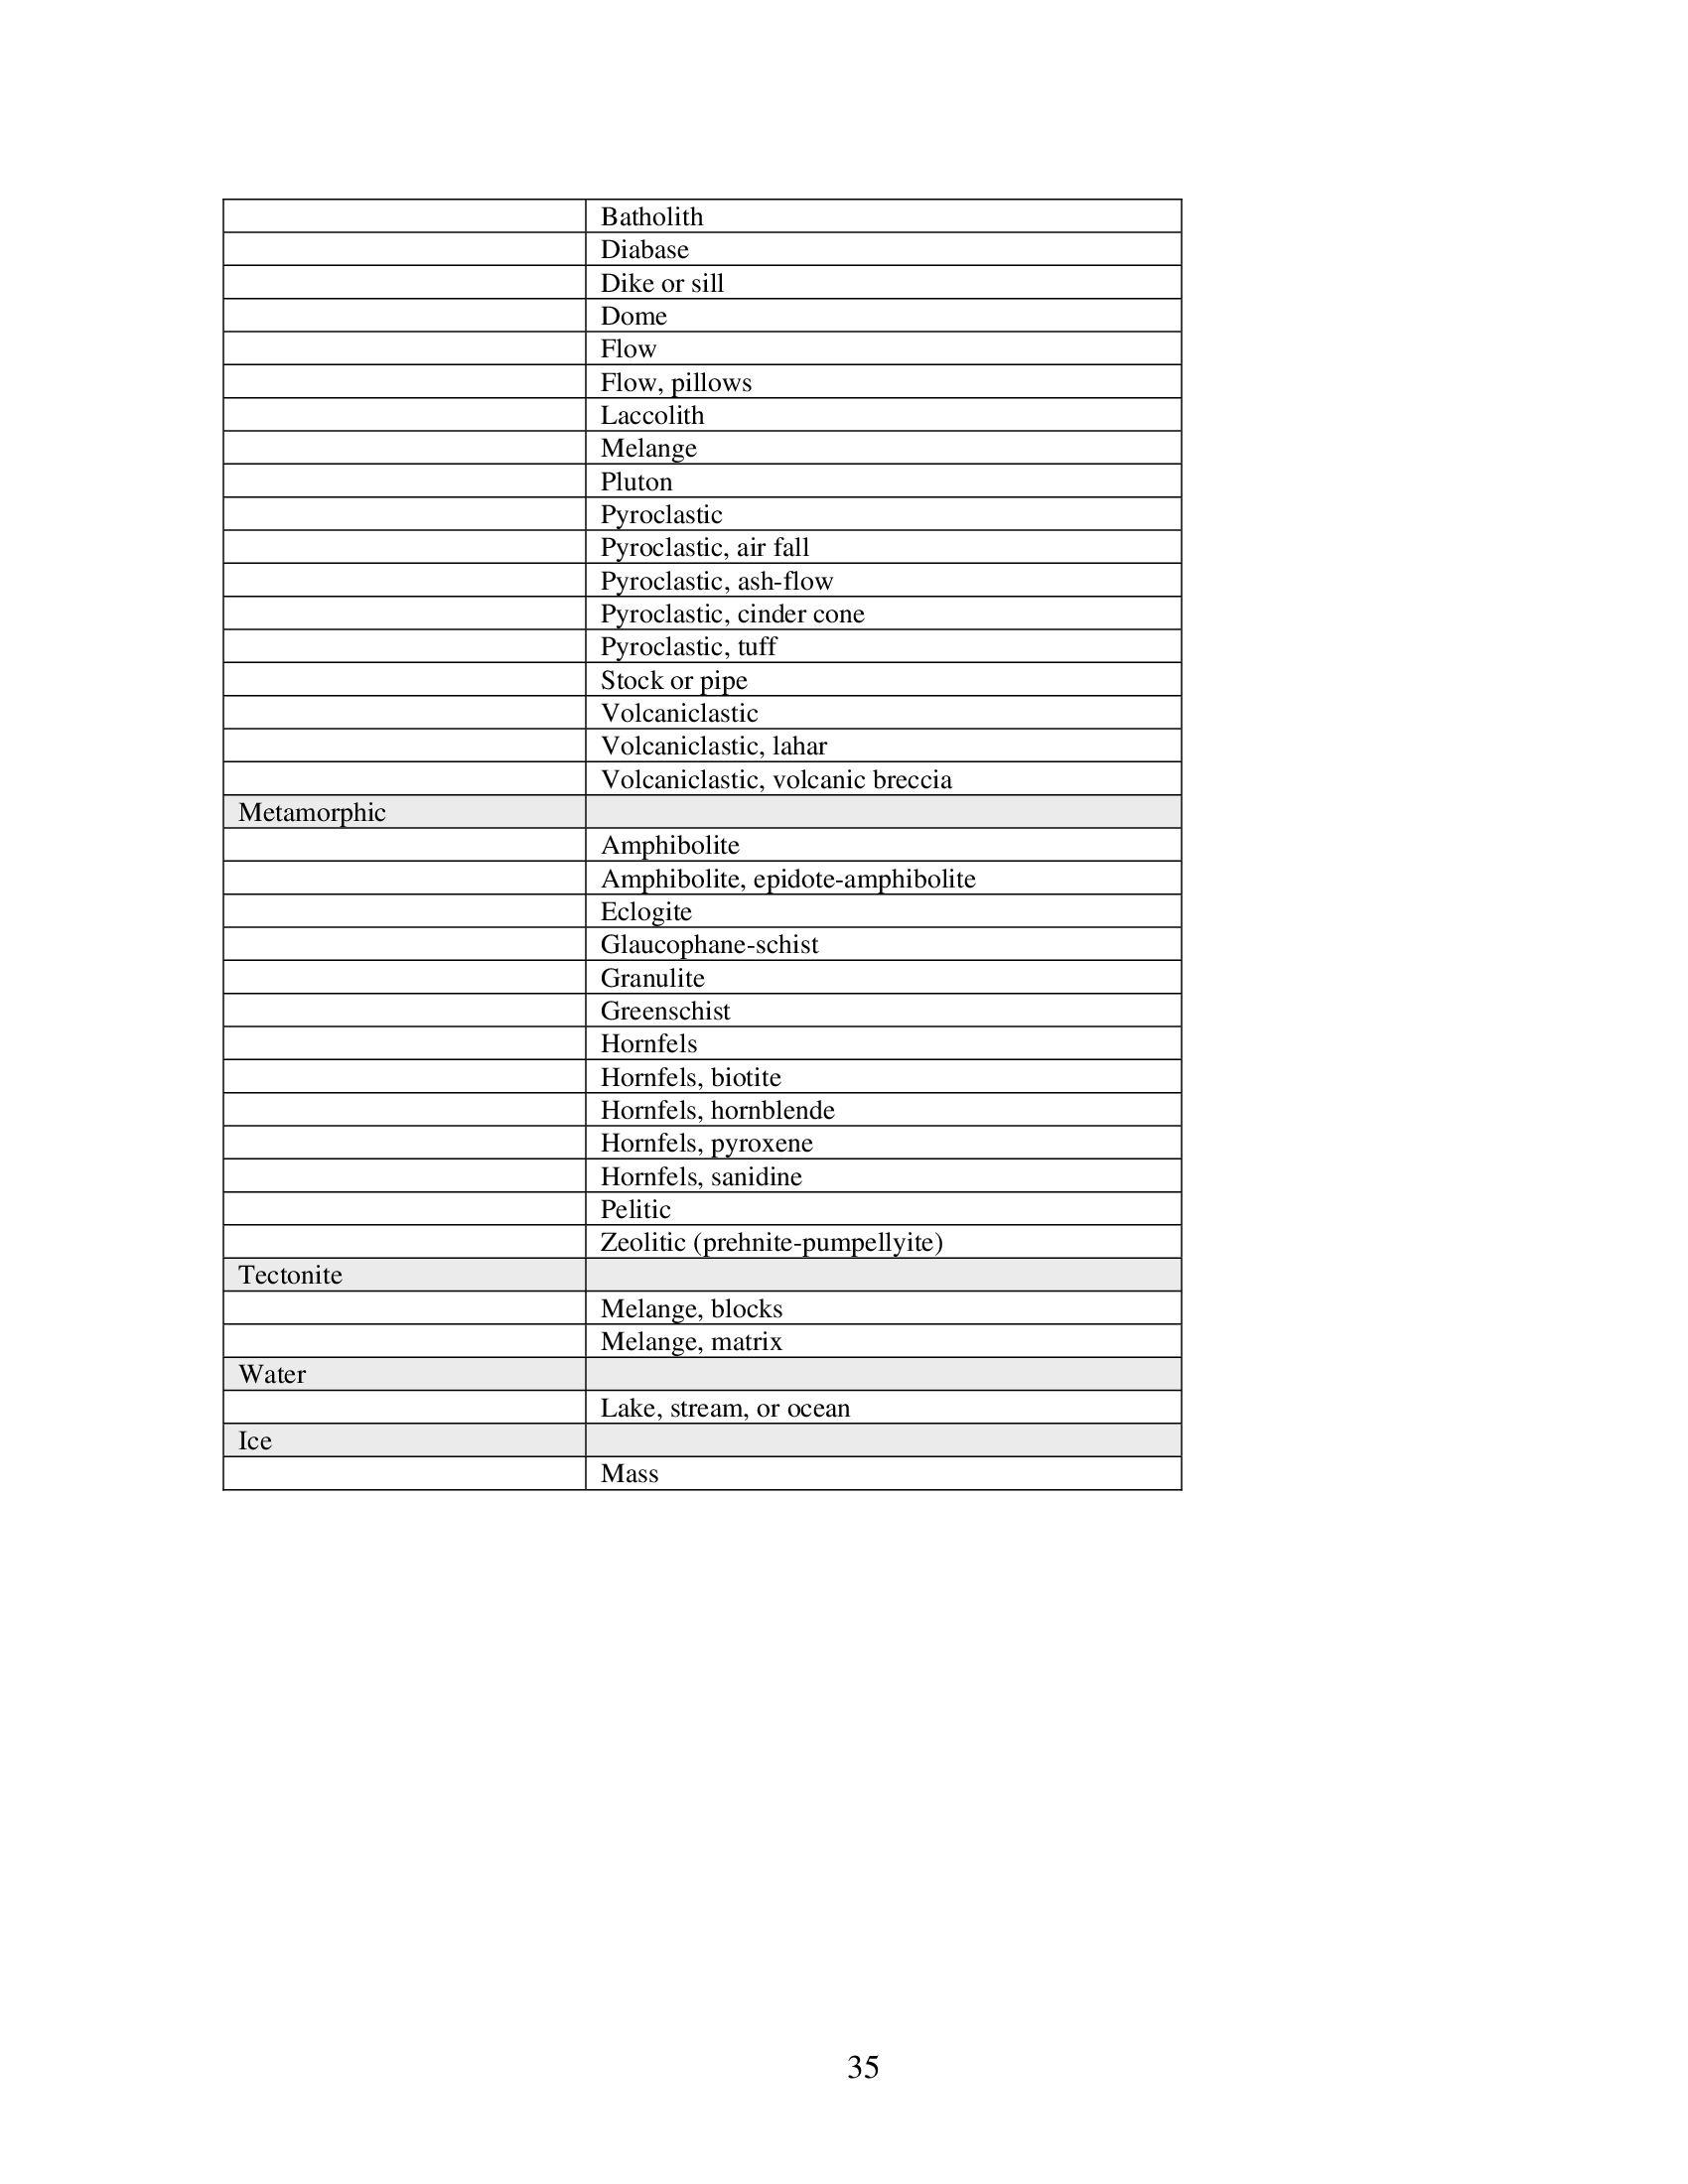 Batholith
Diabase
Dike or sill
Dome
Flow
Flow, pillows
Laccolith
Melange
Pluton
Pyroclastic
Pyroclastic, air fall
Pyroclastic, ash-flow
Pyroclastic, cinder cone
Pyroclastic, tuff
Stock or pipe
Volcaniclastic
Volcaniclastic, lahar
Volcaniclastic, volcanic breccia
Metamorphic
Amphibolite
Amphibolite, epidote-amphibolite
Eclogite
Glaucophane-schist
Granulite
Greenschist
Hornfels
Hornfels, biotite
Hornfels, hornblende
Hornfels, pyroxene
Hornfels, sanidine
Pelitic
Zeolitic (prehnite-pumpellyite)
Tectonite
Melange, blocks
Melange, matrix
Water
Lake, stream, or ocean
Ice
Mass
35